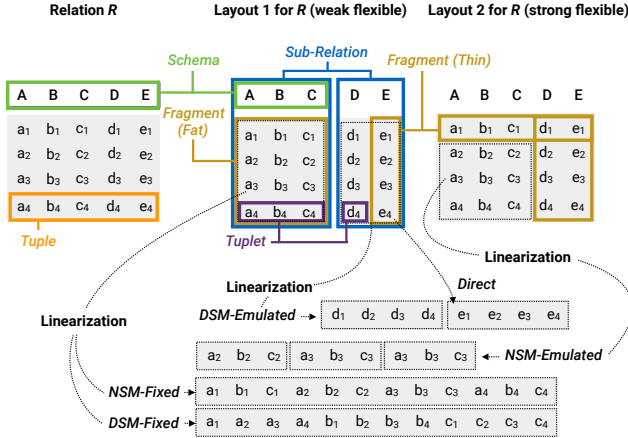 Relation R Layout 1 for R (weak flexible) Layout 2 for R (strong flexible)
Sub-Relation
Schema Fragment (Thin)
A B C D E A B C D E A B C D E
Fragment
(Fat)
a1 b1 c1 d1 e1 a1 b1 c1 d1 e1 a1 b1 c1 d1 e1
a2 b2 c2 d2 e2 a2 b2 c2 d2 e2 a2 b2 c2 d2 e2
a3 b3 c3 d3 e3 a3 b3 c3 d3 e3 a3 b3 c3 d3 e3
a4 b4 c4 d4 e4 a4 b4 c4 d4 e4 a4 b4 c4 d4 e4
Tuple Tuplet
Linearization
Linearization Direct
DSM-Emulated d1 d2 d3 d4 e1 e2 e3 e4
Linearization
a2 b2 c2 a3 b3 c3 a3 b3 c3 NSM-Emulated
NSM-Fixed a1 b1 c1 a2 b2 c2 a3 b3 c3 a4 b4 c4
DSM-Fixed a1 a2 a3 a4 b1 b2 b3 b4 c1 c2 c3 c4